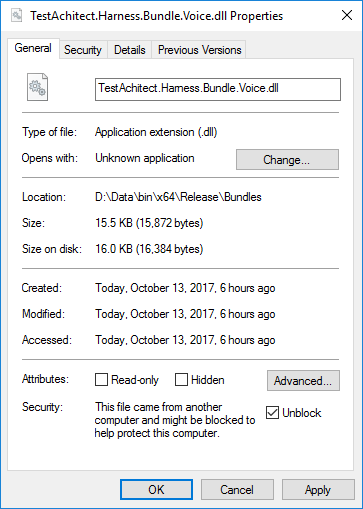 TestAchitect.Harness.Bundle.Voice.dll Properties
General Security Details Previous Versions
TestAchitect.Harness.Bundle.Voice.dll
Type of file: Application extension (.dll)
Opens with: Unknown application Change...
Location: D:\Data\bin\x64\Release\Bundles
Size: 15.5 KB (15,872 bytes)
Size on disk: 16.0 KB (16,384 bytes)
Created: Today, October 13, 2017, 6 hours ago
Modified: Today, October 13, 2017, 6 hours ago
Accessed: Today, October 13, 2017, 6 hours ago
Attributes: Read-only Hidden Advanced...
Security: This file came from another
computer and might be blocked to
help protect this computer.
Unblock
OK Cancel Apply